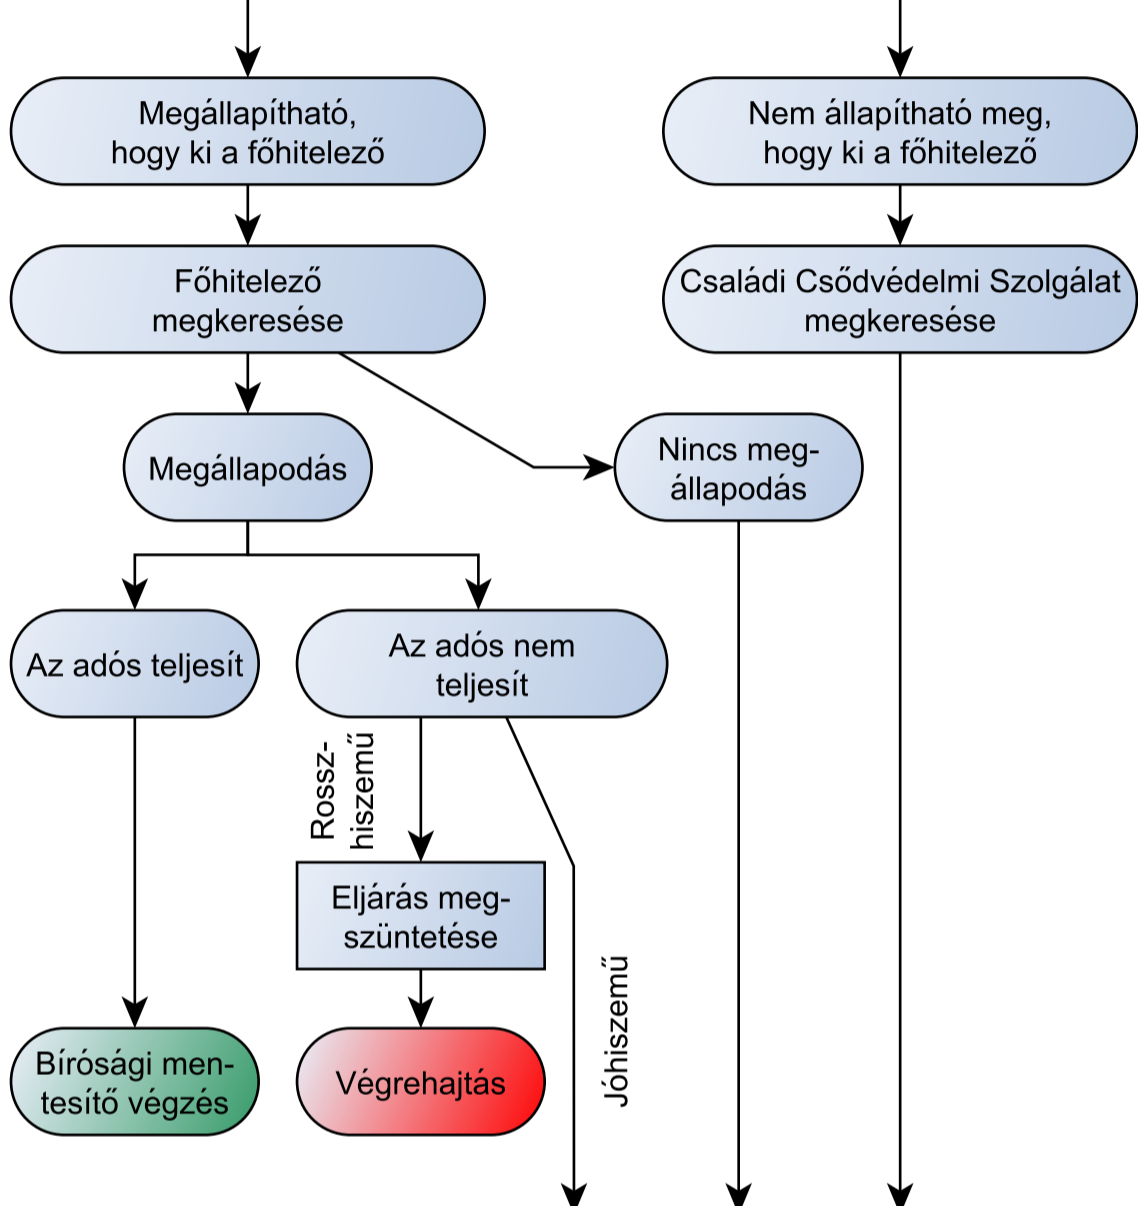 Megállapítható,
hogy ki a főhitelező
Nem állapítható meg,
hogy ki a főhitelező
Főhitelező
megkeresése
Családi Csődvédelmi Szolgálat
megkeresése
Megállapodás
Nincs meg-
állapodás
Az adós teljesít
Az adós nem
teljesít
Rossz-
hiszemű
Eljárás meg-
szüntetése
Jóhiszemű
Bírósági men-
tesítő végzés
Végrehajtás